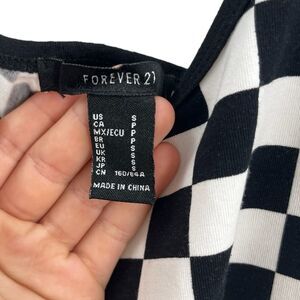 FOREVER 21
US S
CA S
MX/ECU P
BR P
EU S
UK S
KR S
JP S
CN 160/84A
MADE IN CHINA